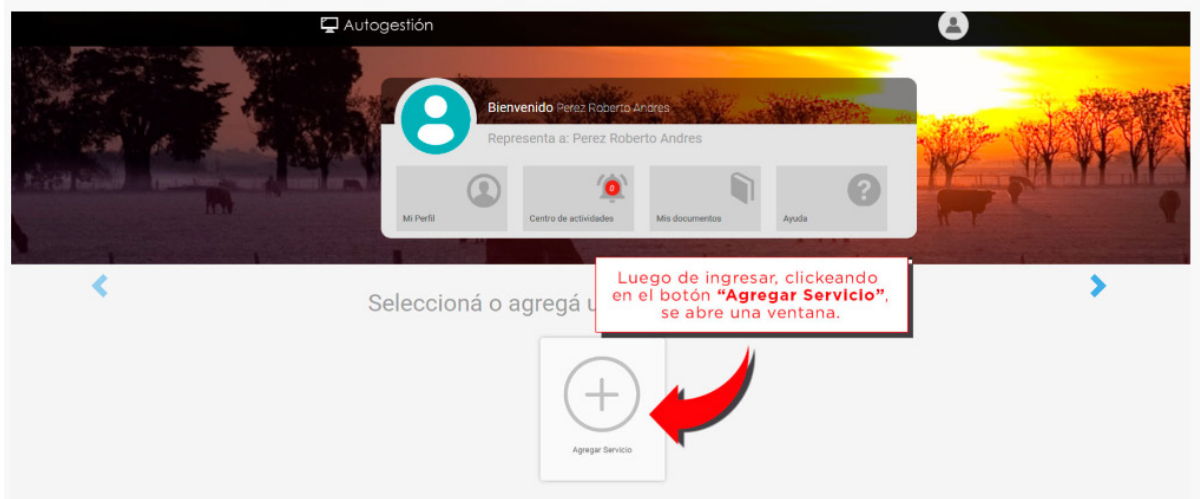 Autogestión
Bienvenido Perez Roberto Andres
Representa a: Perez Roberto Andres
Mi Perfil
0
Centro de actividades
Mis documentos
?
Ayuda
Luego de ingresar, clickeando
en el botón “Agregar Servicio”,
se abre una ventana.
Seleccioná o agregá
Agregar Servicio